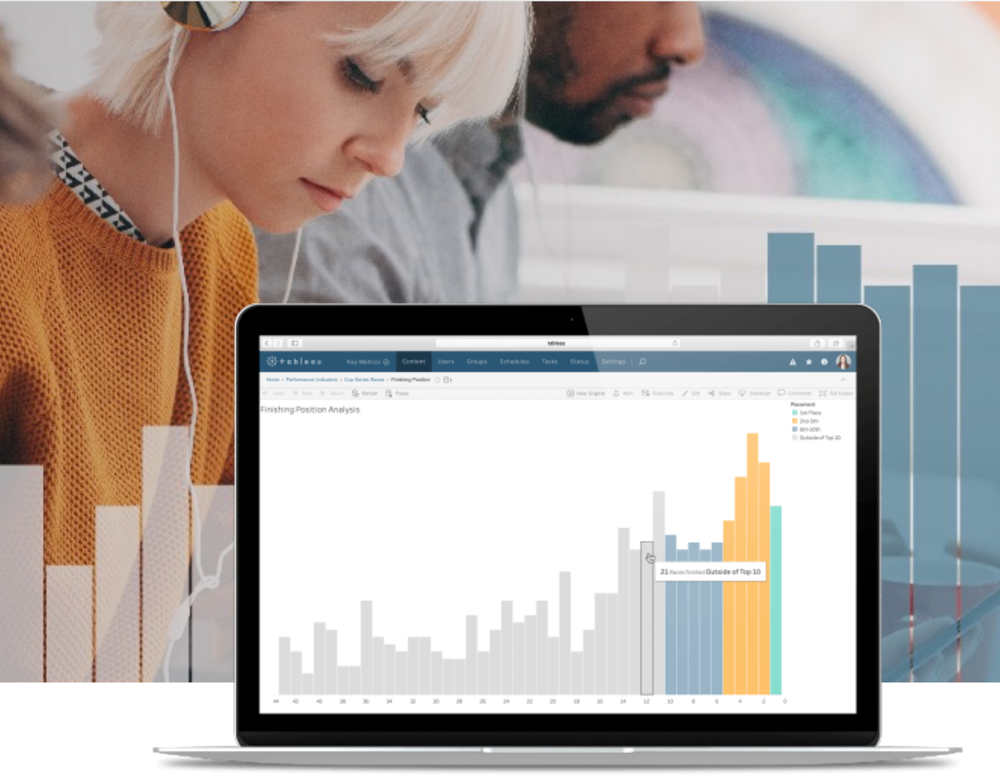 tableau
tableau Key Metrics Content Users Groups Schedules Tasks Status Settings
Home › Performance Indicators › Cup Series Races › Finishing Position 1
Undo Redo Revert Refresh Pause View: Original Alert Subscribe Edit Share Download Comments Full Screen
Finishing Position Analysis
Placement
1st Place
2nd-5th
6th-10th
Outside of Top 10
21 Races finished Outside of Top 10
44 42 40 38 36 34 32 30 28 26 24 22 20 18 16 14 12 10 8 6 4 2 0